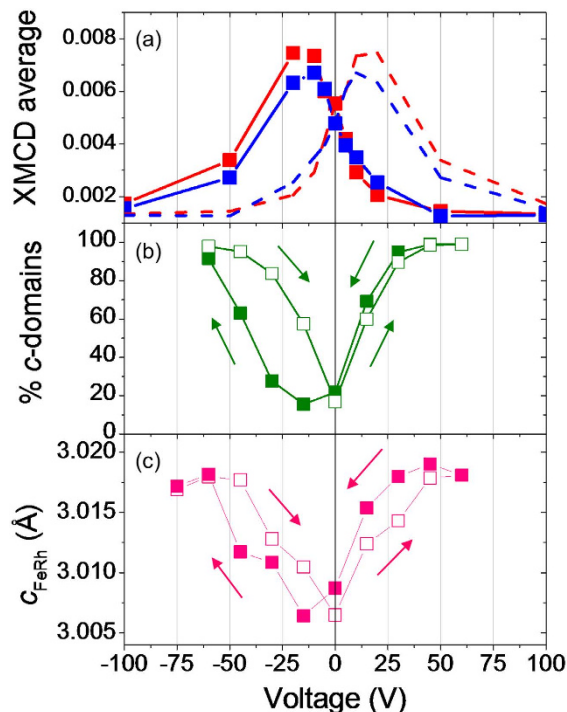 (a)
XMCD average
0.008
0.006
0.004
0.002
(b)
% c-domains
100
80
60
40
20
0
(c)
c_FeRh (Å)
3.020
3.015
3.010
3.005
-100 -75 -50 -25 0 25 50 75 100
Voltage (V)